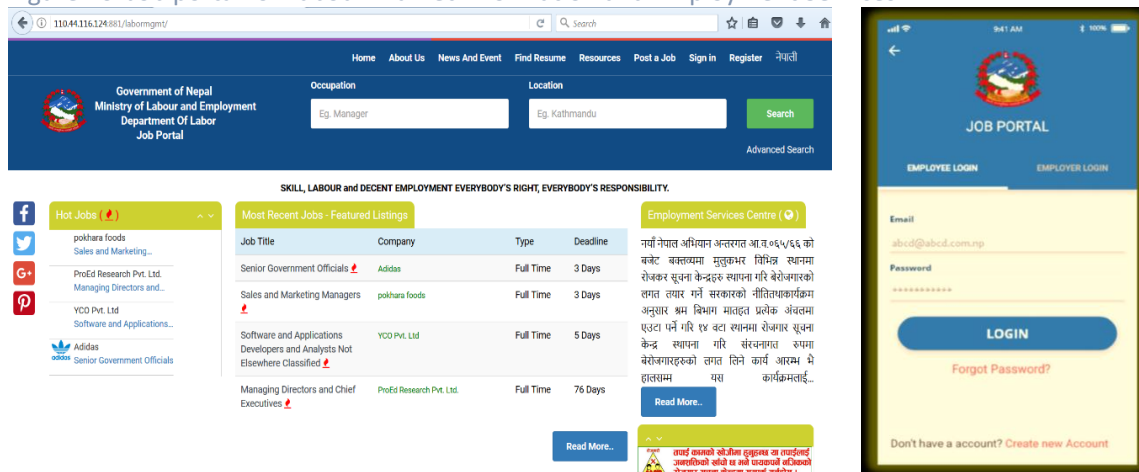 110.44.116.124:881/labormgmt/
Search
Home About Us News And Event Find Resume Resources Post a Job Sign in Register नेपाली
Government of Nepal
Ministry of Labour and Employment
Department Of Labor
Job Portal
Occupation
Eg. Manager
Location
Eg. Kathmandu
Search
Advanced Search
SKILL, LABOUR and DECENT EMPLOYMENT EVERYBODY'S RIGHT, EVERYBODY'S RESPONSIBILITY.
Hot Jobs ( )
pokhara foods
Sales and Marketing...
ProEd Research Pvt. Ltd.
Managing Directors and...
YCO Pvt. Ltd
Software and Applications...
adidas
Adidas
Senior Government Officials
Most Recent Jobs - Featured Listings
Job Title Company Type Deadline
Senior Government Officials Adidas Full Time 3 Days
Sales and Marketing Managers pokhara foods Full Time 3 Days
Software and Applications YCO Pvt. Ltd Full Time 5 Days
Developers and Analysts Not
Elsewhere Classified
Managing Directors and Chief ProEd Research Pvt. Ltd. Full Time 76 Days
Executives
Read More..
Employment Services Centre ( )
नयाँ नेपाल अभियान अन्तरगत आ.व.०६५/६६ को
बजेट बक्तव्यमा मुलुकभर विभिन्न स्थानमा
रोजकर सूचना केन्द्रहरु स्थापना गरि बेरोजगारको
लगत तयार गर्ने सरकारको नीतितथाकार्यक्रम
अनुसार श्रम बिभाग मातहत प्रत्येक अंचलमा
एउटा पर्ने गरि १४ वटा स्थानमा रोजगार सूचना
केन्द्र स्थापना गरि संरचनागत रुपमा
बेरोजगारहरुको लगत लिने कार्य आरम्भ भै
हालसम्म यस कार्यक्रमलाई...
Read More..
तपाई कामको खोजीमा हुनुहुन्छ वा तपाईलाई
9:41 AM 100%
JOB PORTAL
EMPLOYEE LOGIN EMPLOYER LOGIN
Email
abcd@abcd.com.np
Password
LOGIN
Forgot Password?
Don't have a account? Create new Account